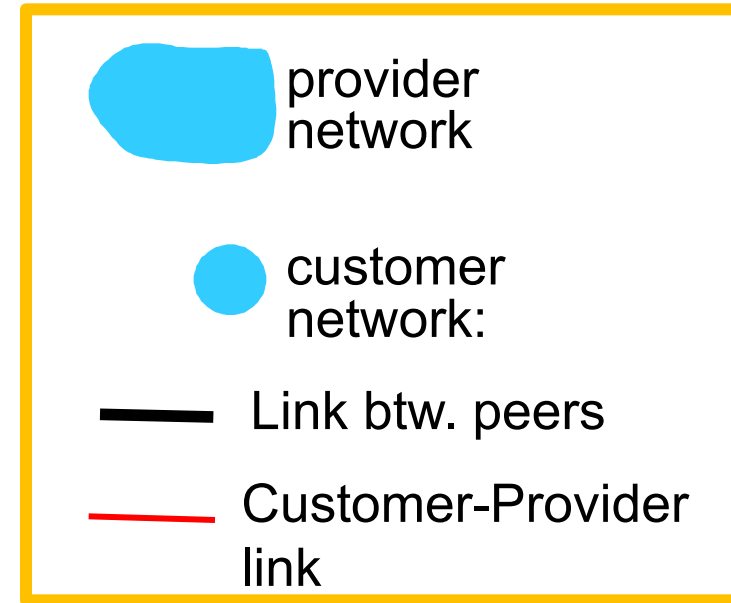 provider
network
customer
network:
Link btw. peers
Customer-Provider
link